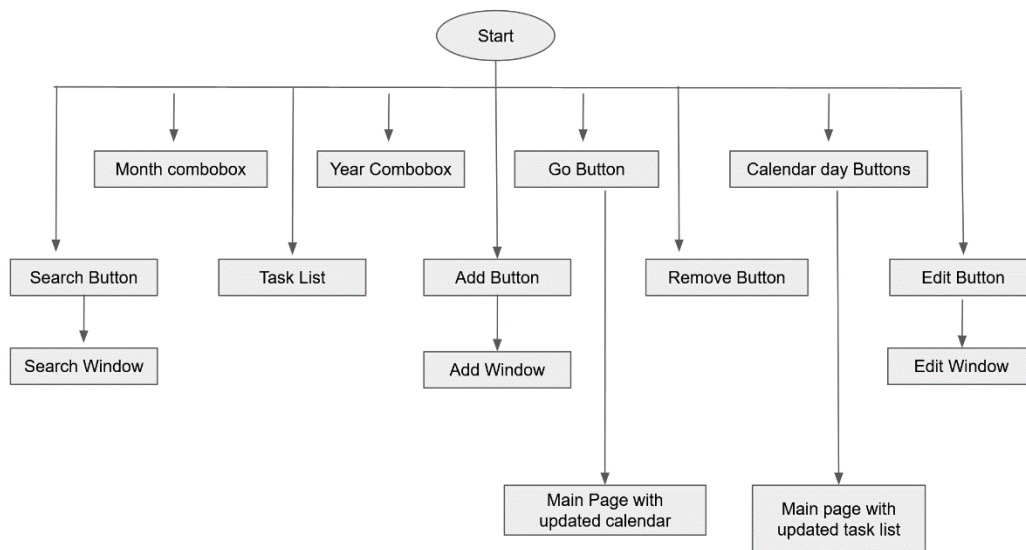 Start
Month combobox
Year Combobox
Go Button
Calendar day Buttons
Search Button
Task List
Add Button
Remove Button
Edit Button
Search Window
Add Window
Edit Window
Main Page with
updated calendar
Main page with
updated task list